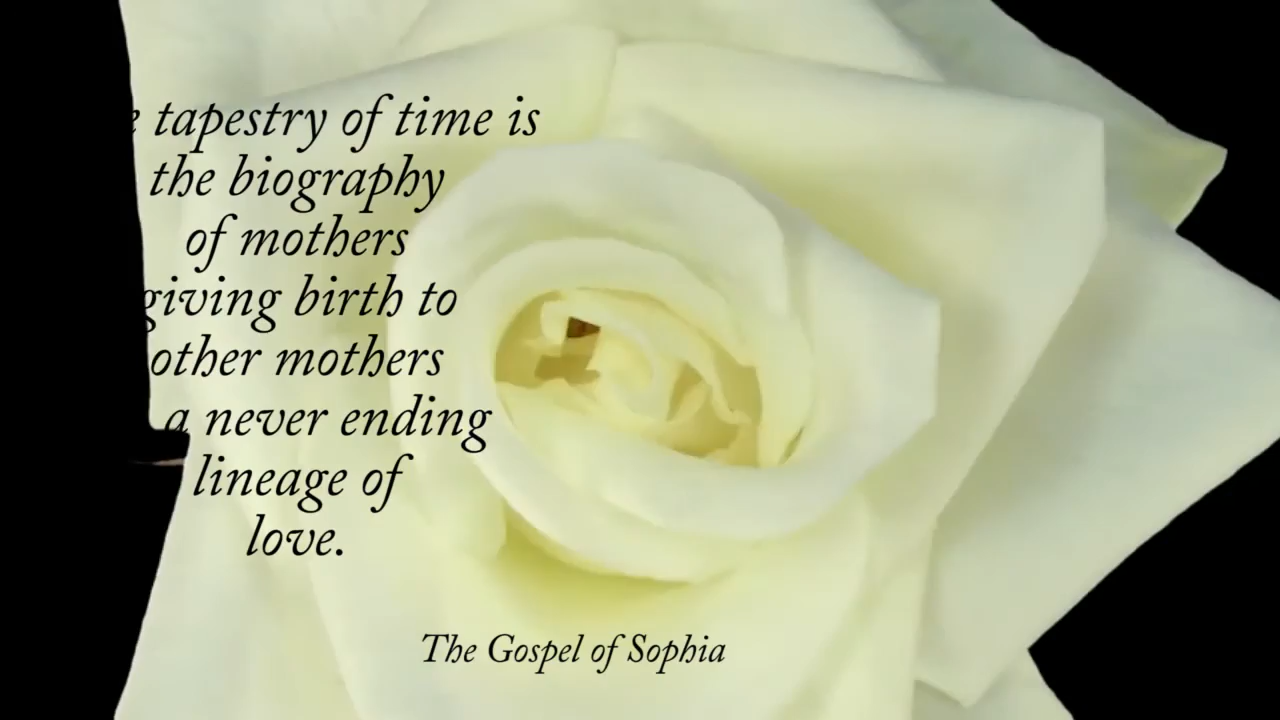 tapestry of time is
the biography
of mothers
giving birth to
other mothers
a never ending
lineage of
love.
The Gospel of Sophia